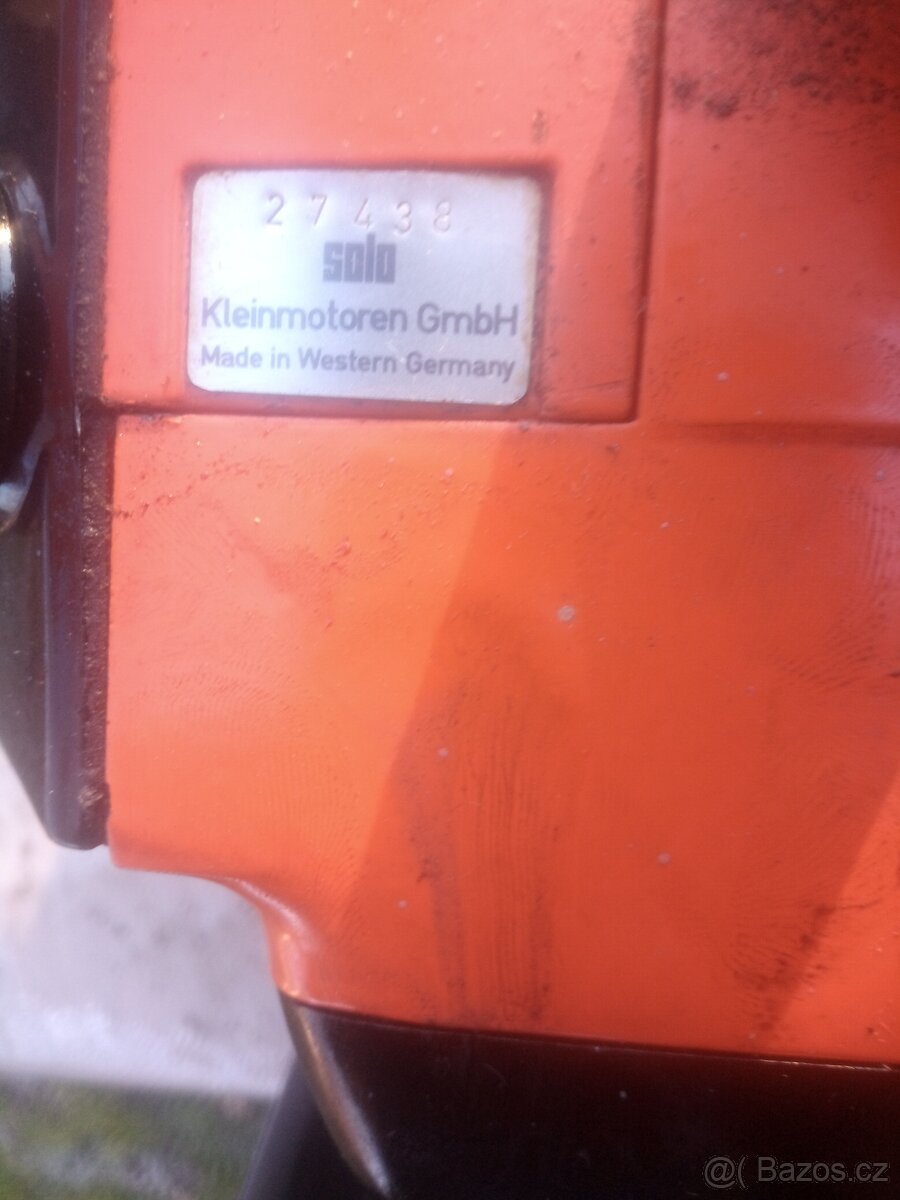 27438
solo
Kleinmotoren GmbH
Made in Western Germany
@( Bazos.cz